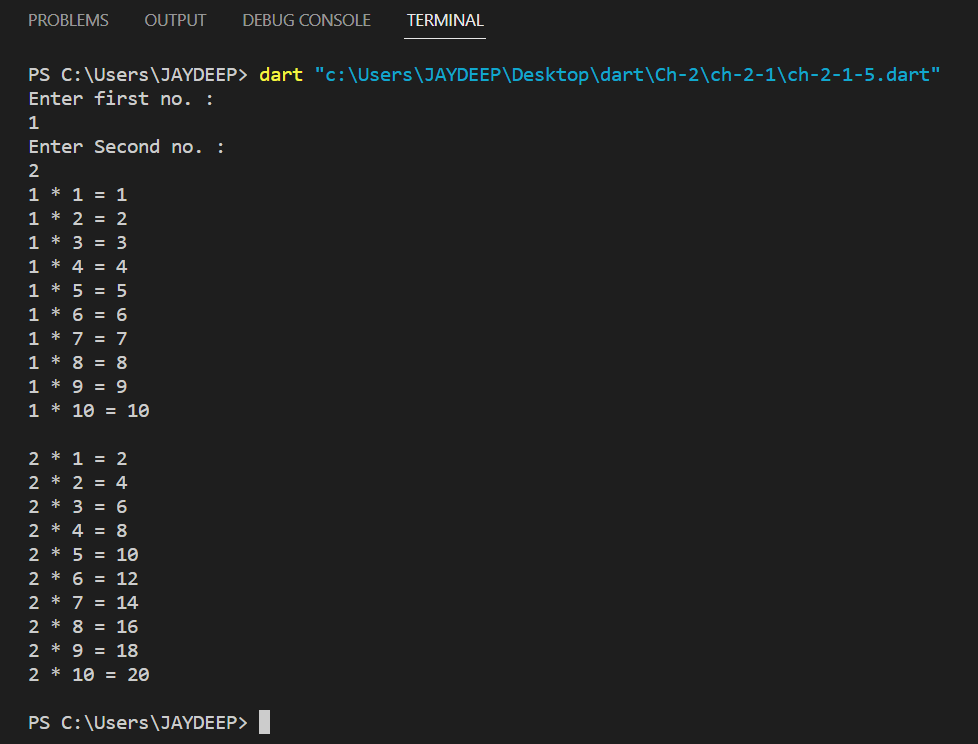 PROBLEMS OUTPUT DEBUG CONSOLE TERMINAL
PS C:\Users\JAYDEEP> dart "c:\Users\JAYDEEP\Desktop\dart\Ch-2\ch-2-1\ch-2-1-5.dart"
Enter first no. :
1
Enter Second no. :
2
1 * 1 = 1
1 * 2 = 2
1 * 3 = 3
1 * 4 = 4
1 * 5 = 5
1 * 6 = 6
1 * 7 = 7
1 * 8 = 8
1 * 9 = 9
1 * 10 = 10

2 * 1 = 2
2 * 2 = 4
2 * 3 = 6
2 * 4 = 8
2 * 5 = 10
2 * 6 = 12
2 * 7 = 14
2 * 8 = 16
2 * 9 = 18
2 * 10 = 20

PS C:\Users\JAYDEEP>